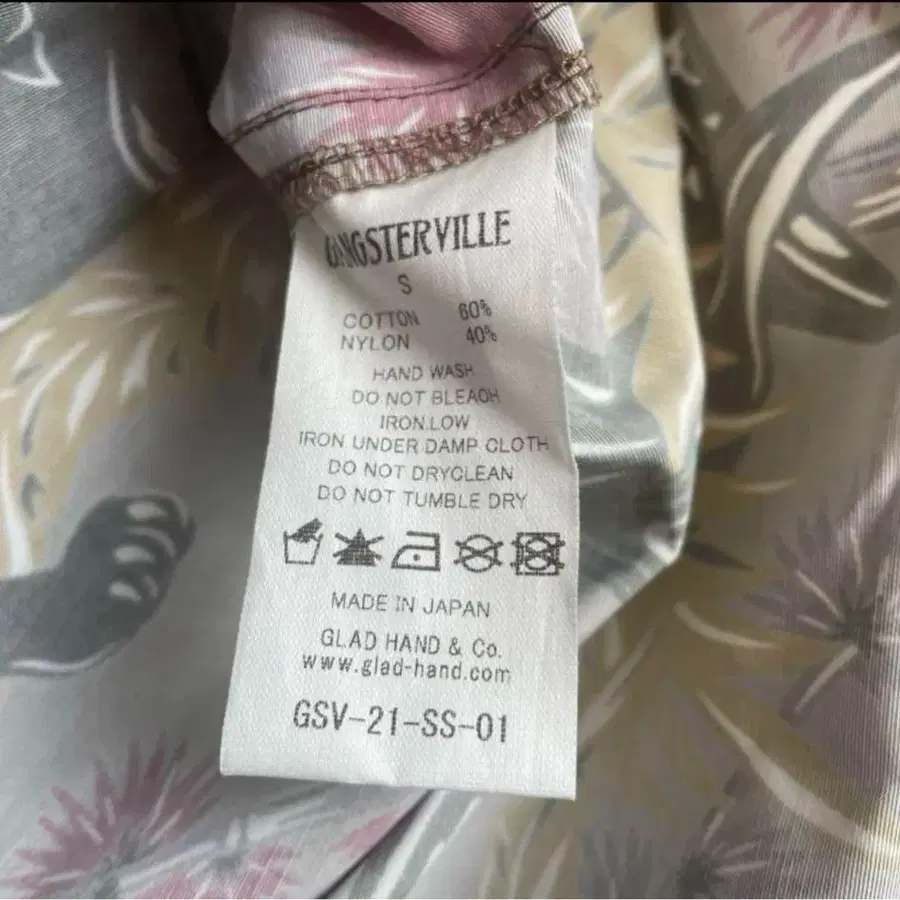 GANGSTERVILLE
S
COTTON 60%
NYLON 40%
HAND WASH
DO NOT BLEACH
IRON.LOW
IRON UNDER DAMP CLOTH
DO NOT DRYCLEAN
DO NOT TUMBLE DRY
MADE IN JAPAN
GLAD HAND & Co.
www.glad-hand.com
GSV-21-SS-01